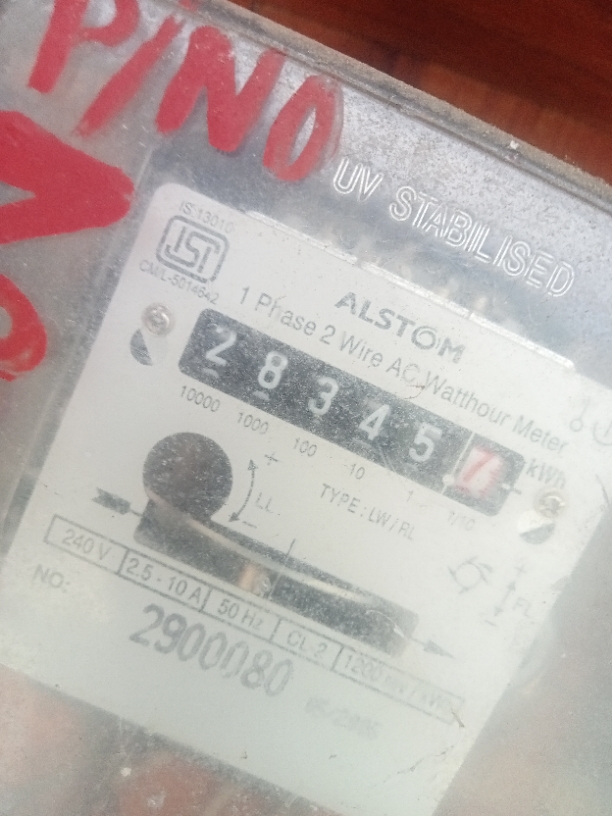 PINO
UV STABILISED
IS 13010
ISI
CM/L-5014642
ALSTOM
1 Phase 2 Wire AC Watthour Meter
2 8 3 4 5 7 kWh
10000 1000 100 10 1 1/10
+
LL
−
TYPE : LW / RL
+
FL
−
240 V 2.5 - 10 A 50 Hz CL-2
NO: 2900080